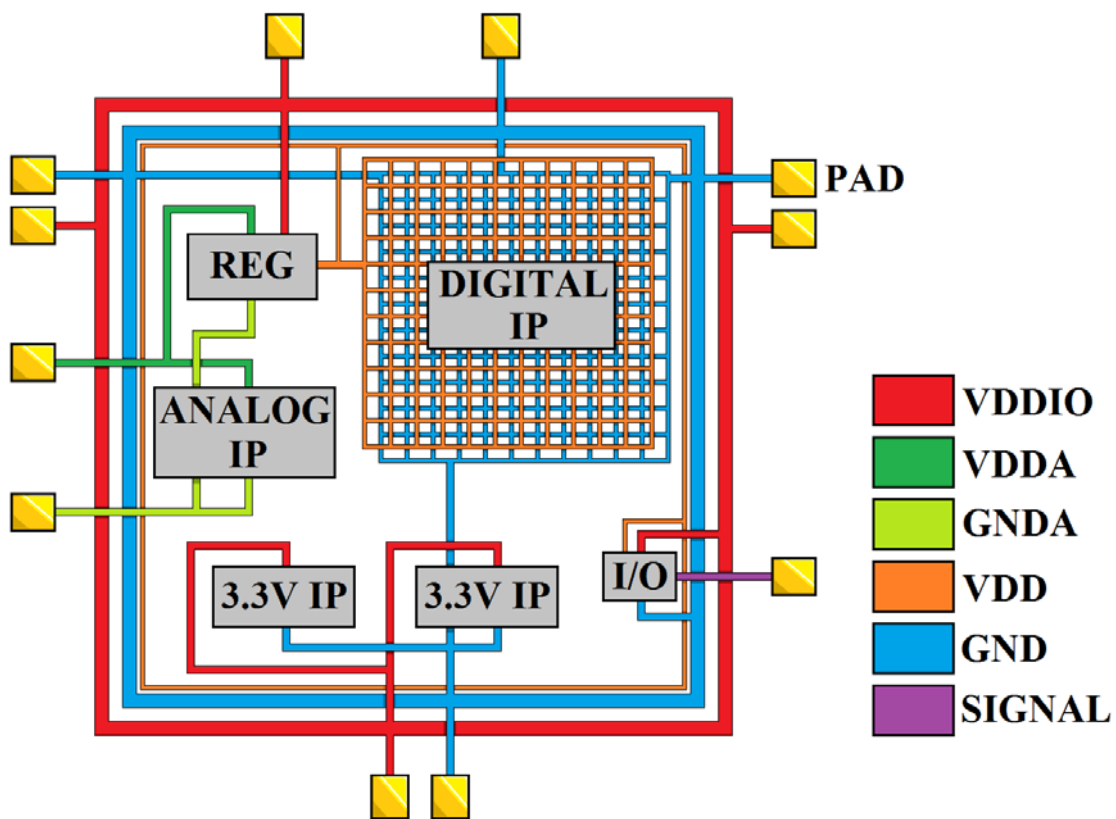 PAD
REG
DIGITAL
IP
ANALOG
IP
VDDIO
VDDA
GNDA
VDD
GND
SIGNAL
3.3V IP
3.3V IP
I/O